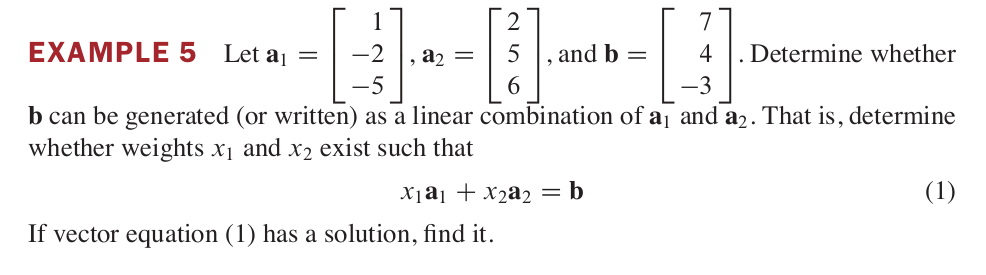 EXAMPLE 5 Let a₁ = [1 −2 −5], a₂ = [2 5 6], and b = [7 4 −3]. Determine whether
b can be generated (or written) as a linear combination of a₁ and a₂. That is, determine
whether weights x₁ and x₂ exist such that
x₁a₁ + x₂a₂ = b (1)
If vector equation (1) has a solution, find it.